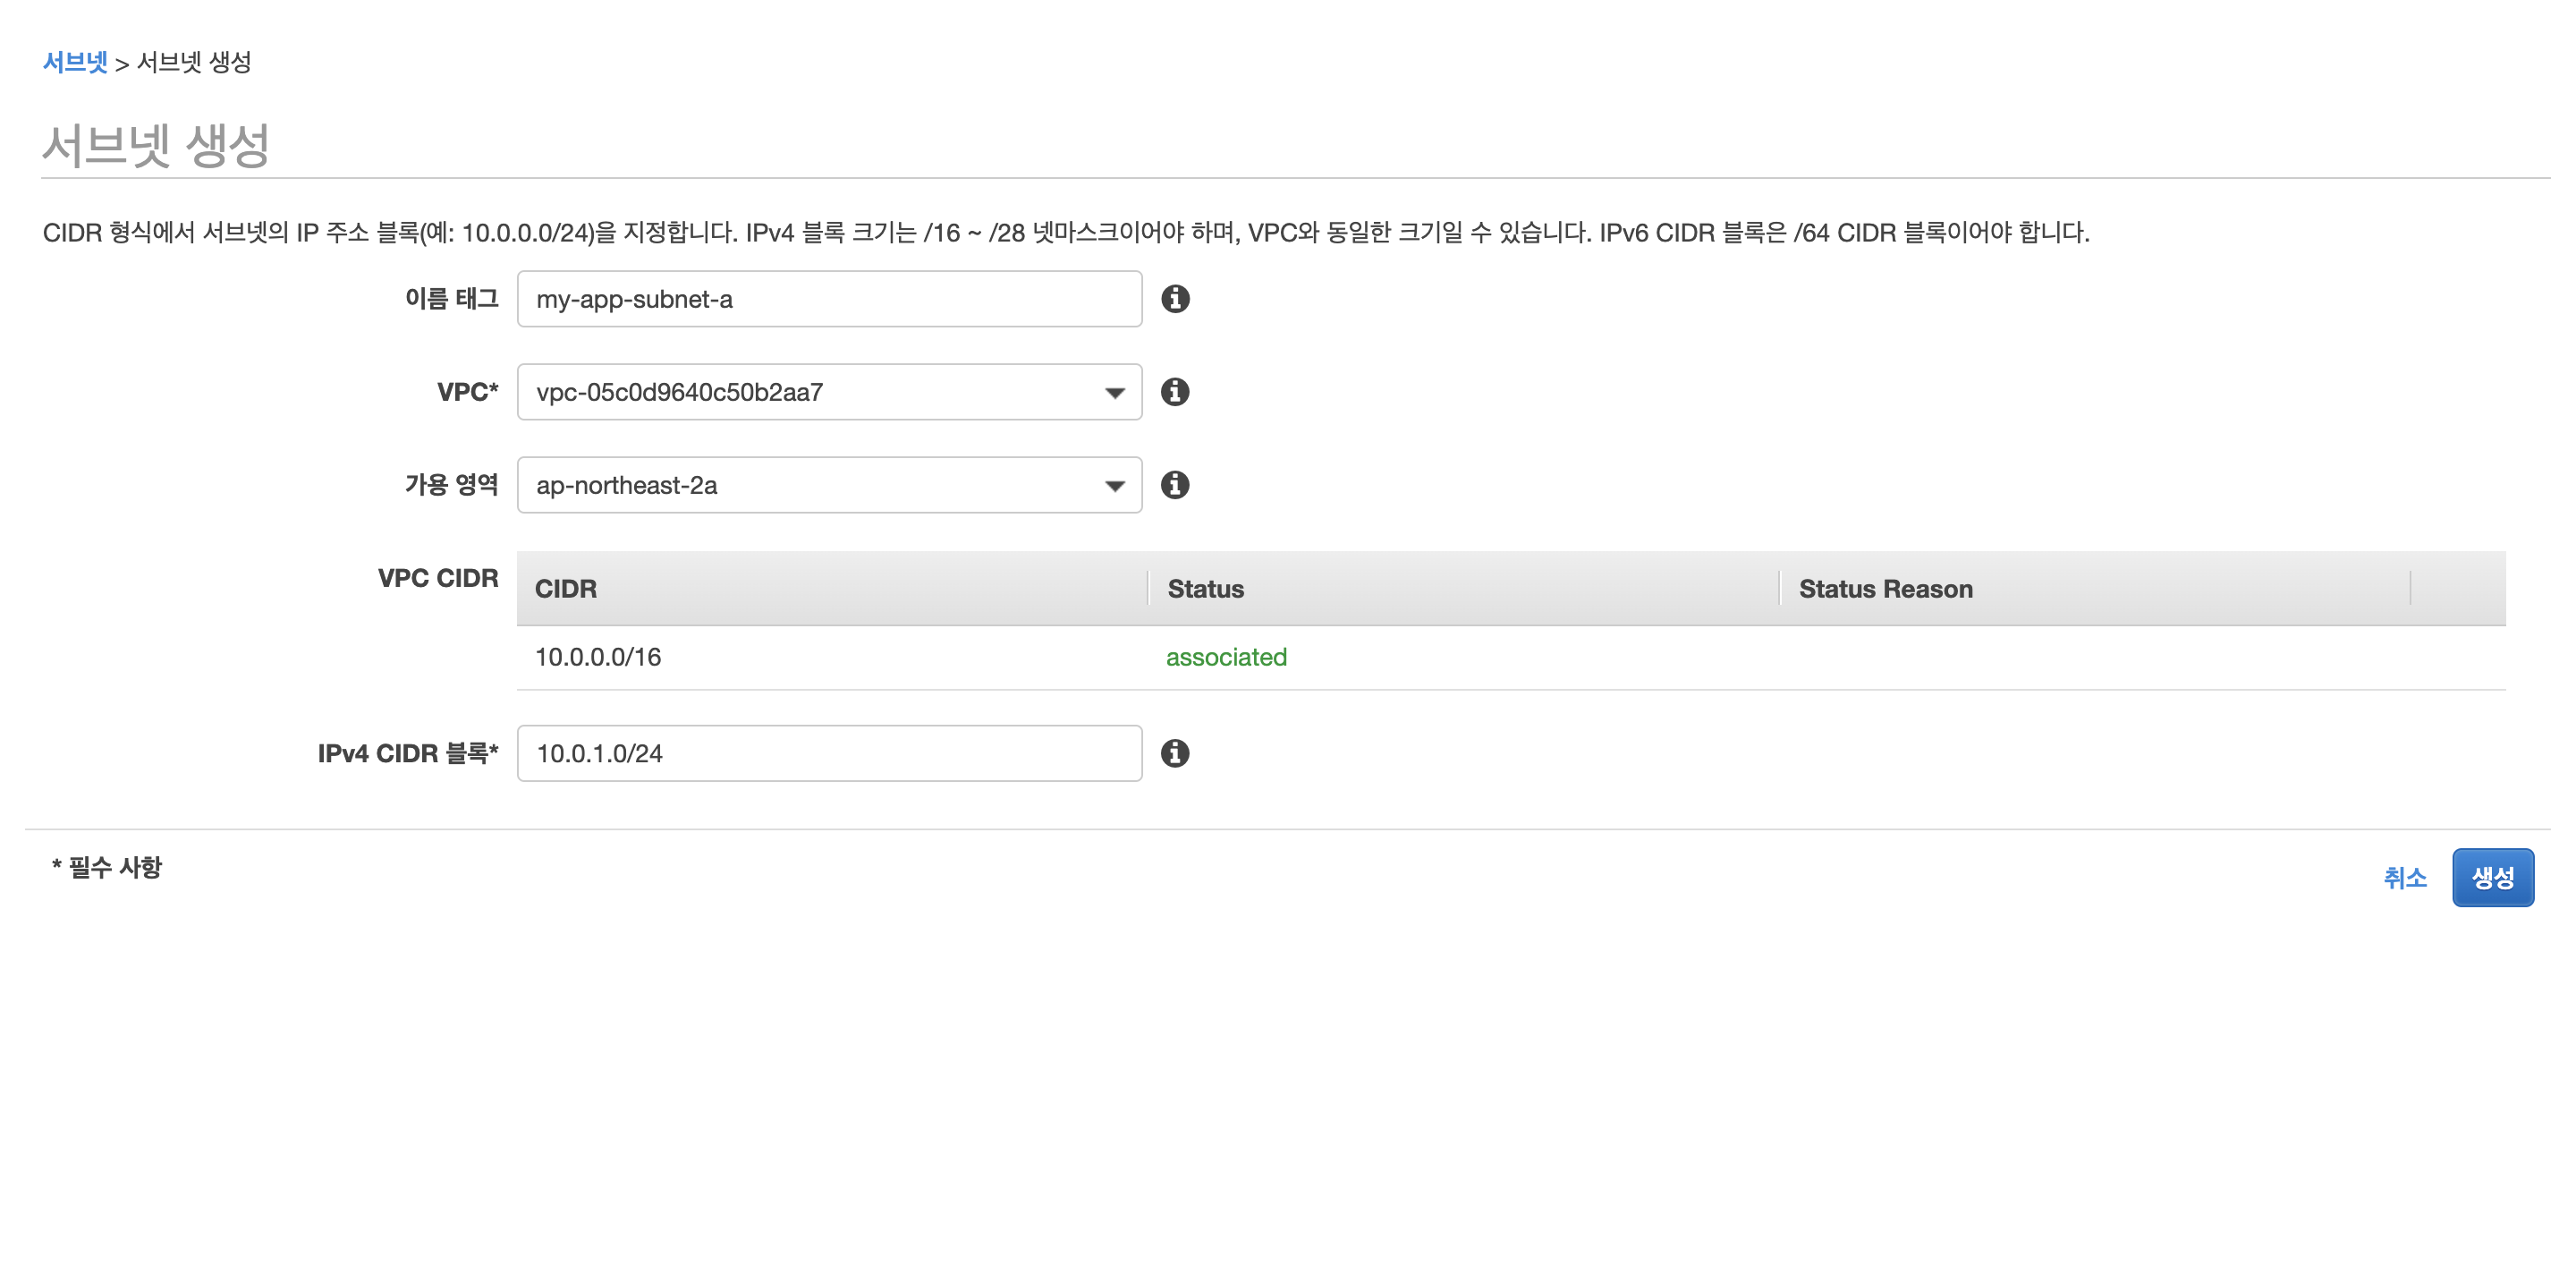 서브넷 > 서브넷 생성
서브넷 생성
CIDR 형식에서 서브넷의 IP 주소 블록(예: 10.0.0.0/24)을 지정합니다. IPv4 블록 크기는 /16 ~ /28 넷마스크이어야 하며, VPC와 동일한 크기일 수 있습니다. IPv6 CIDR 블록은 /64 CIDR 블록이어야 합니다.
이름 태그 my-app-subnet-a
VPC* vpc-05c0d9640c50b2aa7
가용 영역 ap-northeast-2a
VPC CIDR CIDR Status Status Reason
10.0.0.0/16 associated
IPv4 CIDR 블록* 10.0.1.0/24
* 필수 사항
취소 생성